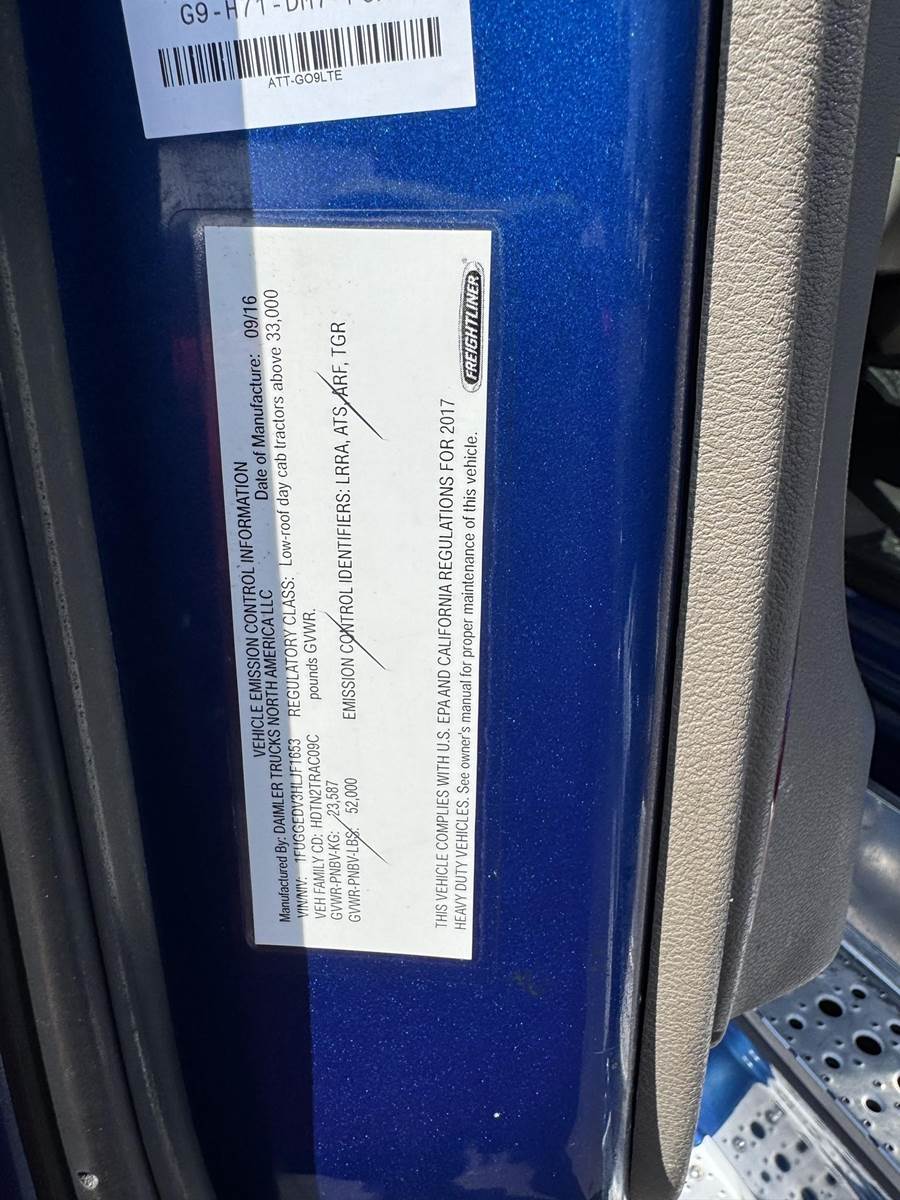 ATT-GO9LTE
VEHICLE EMISSION CONTROL INFORMATION
Manufactured By: DAIMLER TRUCKS NORTH AMERICA LLC Date of Manufacture: 09/16
VIN/NIV: 1FUGGEDV3HLJF1653 REGULATORY CLASS: Low-roof day cab tractors above 33,000
VEH FAMILY CD: HDTN2TRAC09C pounds GVWR.
GVWR-PNBV-KG: 23,587
GVWR-PNBV-LBS: 52,000 EMISSION CONTROL IDENTIFIERS: LRRA, ATS, ARF, TGR
THIS VEHICLE COMPLIES WITH U.S. EPA AND CALIFORNIA REGULATIONS FOR 2017
HEAVY DUTY VEHICLES. See owner's manual for proper maintenance of this vehicle.
FREIGHTLINER